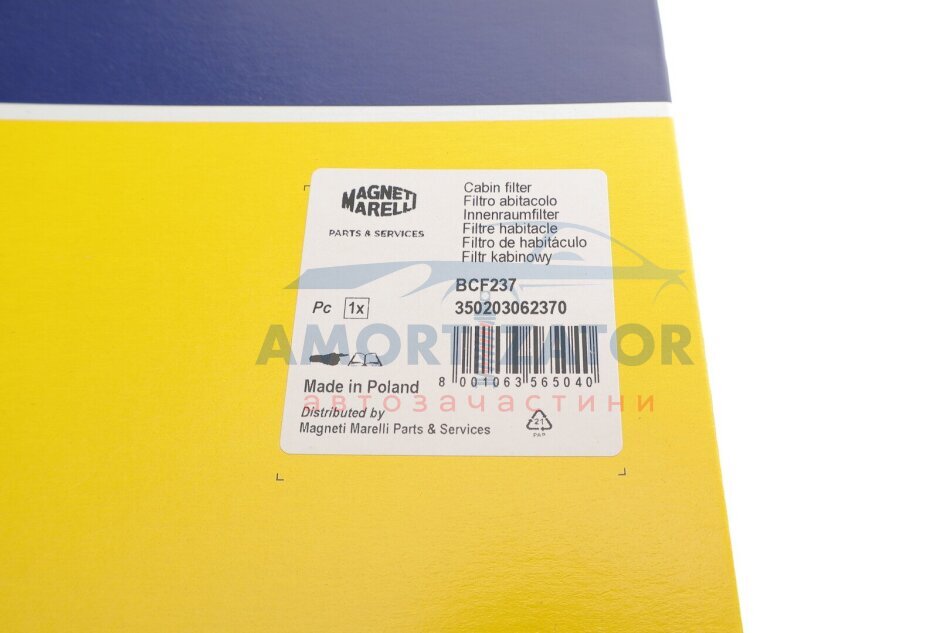 MAGNETI
MARELLI
PARTS & SERVICES
Cabin filter
Filtro abitacolo
Innenraumfilter
Filtre habitacle
Filtro de habitáculo
Filtr kabinowy
BCF237
Pc 1x
350203062370
AMORTIZATOR
8 001063 565040
Made in Poland
автозачастини
Distributed by
Magneti Marelli Parts & Services
21
PAP